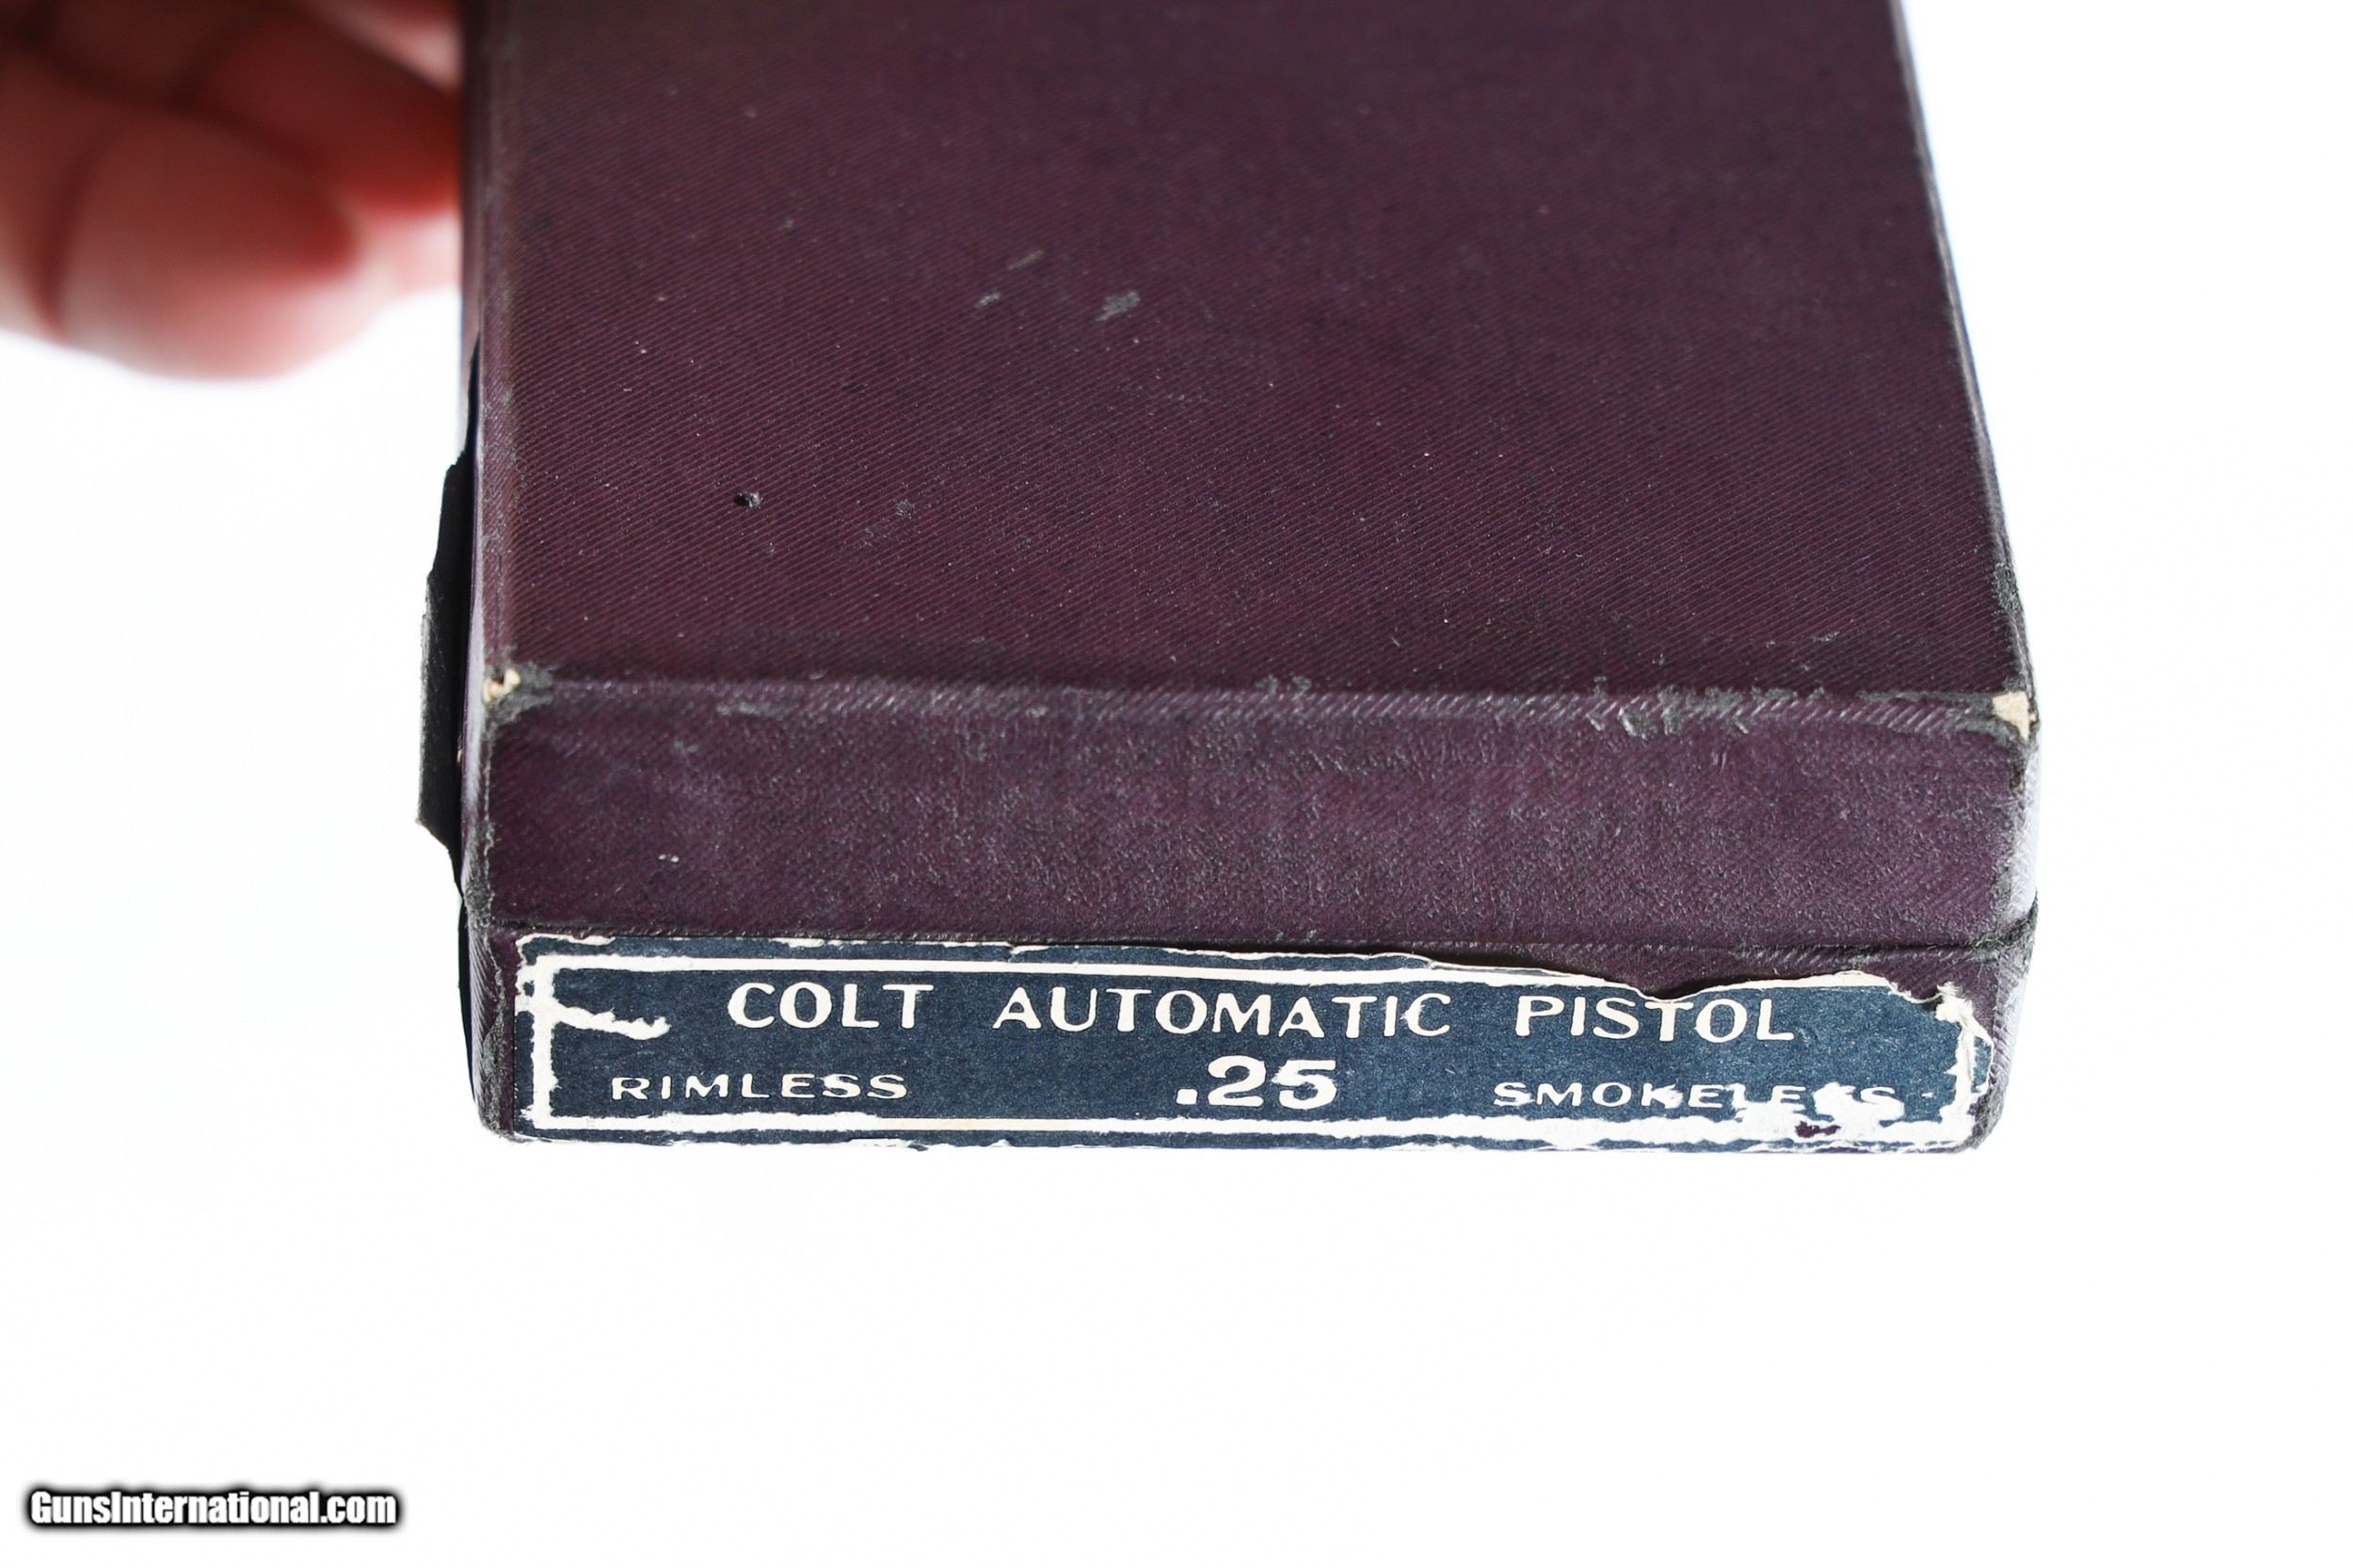 COLT AUTOMATIC PISTOL
RIMLESS .25 SMOKELESS
GunsInternational.com